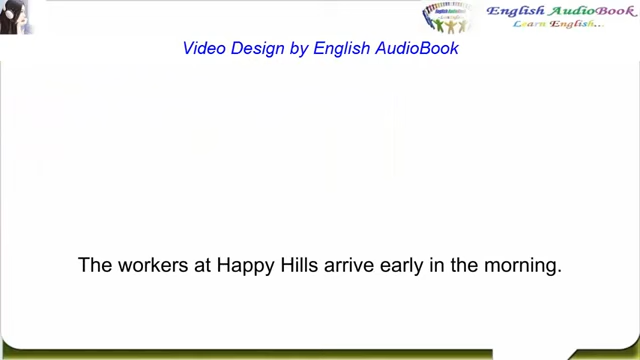 English AudioBook
Learn English...
Video Design by English AudioBook
The workers at Happy Hills arrive early in the morning.